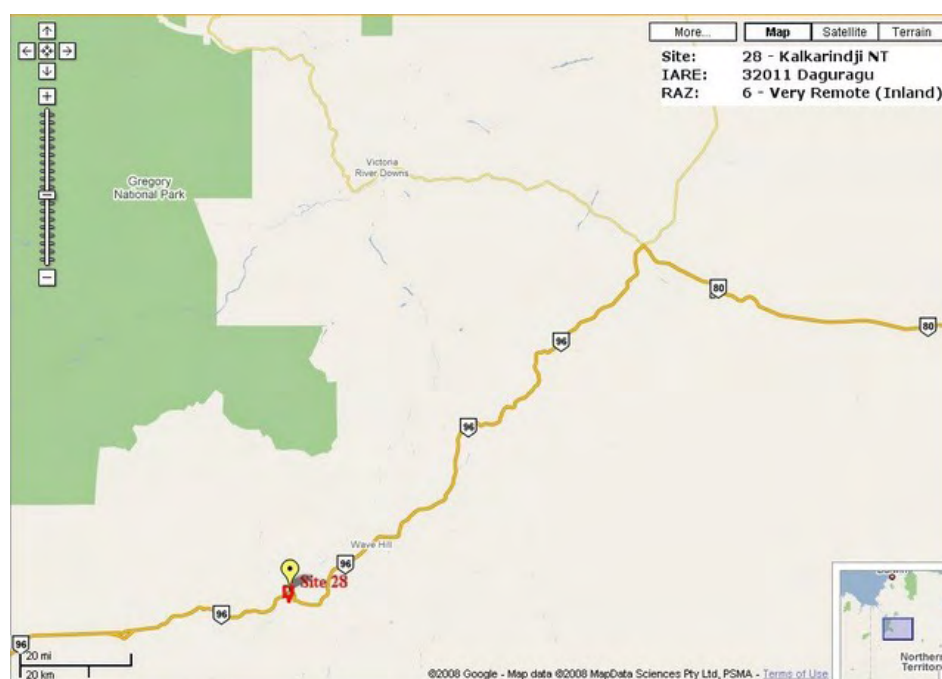 More... Map Satellite Terrain
Site: 28 - Kalkarindji NT
IARE: 32011 Daguragu
RAZ: 6 - Very Remote (Inland)
Victoria
River Downs
Gregory
National Park
80
80
96
96
Wave Hill
96
Site 28
96
96
20 mi
20 km
Northern
Territory
©2008 Google - Map data ©2008 MapData Sciences Pty Ltd, PSMA - Terms of Use